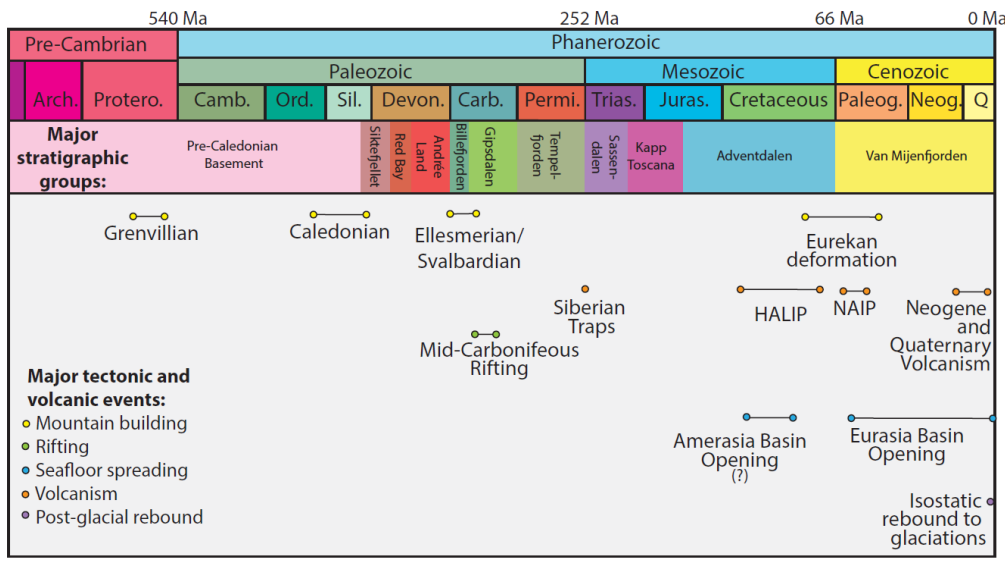 540 Ma 252 Ma 66 Ma 0 Ma
Pre-Cambrian Phanerozoic
Paleozoic Mesozoic Cenozoic
Arch. Protero. Camb. Ord. Sil. Devon. Carb. Permi. Trias. Juras. Cretaceous Paleog. Neog. Q
Major
stratigraphic
groups:
Pre-Caledonian
Basement
Siktefjellet
Red Bay
Andrée
Land
Billefjorden
Gipsdalen
Tempel-
fjorden
Sassen-
dalen
Kapp
Toscana
Adventdalen
Van Mijenfjorden
Grenvillian
Caledonian
Ellesmerian/
Svalbardian
Eurekan
deformation
Siberian
Traps
HALIP
NAIP
Neogene
and
Quaternary
Volcanism
Mid-Carbonifeous
Rifting
Major tectonic and
volcanic events:
Mountain building
Rifting
Seafloor spreading
Volcanism
Post-glacial rebound
Amerasia Basin
Opening
(?)
Eurasia Basin
Opening
Isostatic
rebound to
glaciations